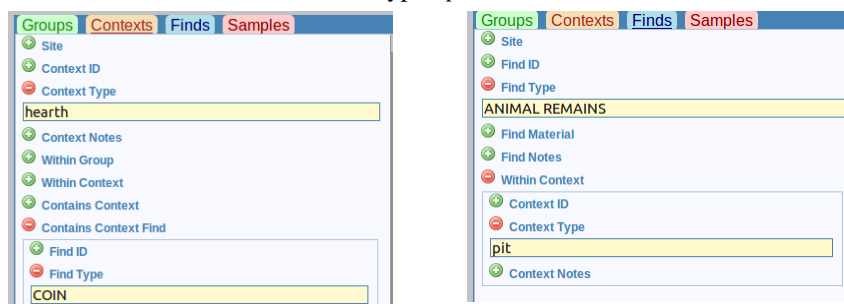 Groups Contexts Finds Samples
Site
Context ID
Context Type
hearth
Context Notes
Within Group
Within Context
Contains Context
Contains Context Find
Find ID
Find Type
COIN
Groups Contexts Finds Samples
Site
Find ID
Find Type
ANIMAL REMAINS
Find Material
Find Notes
Within Context
Context ID
Context Type
pit
Context Notes